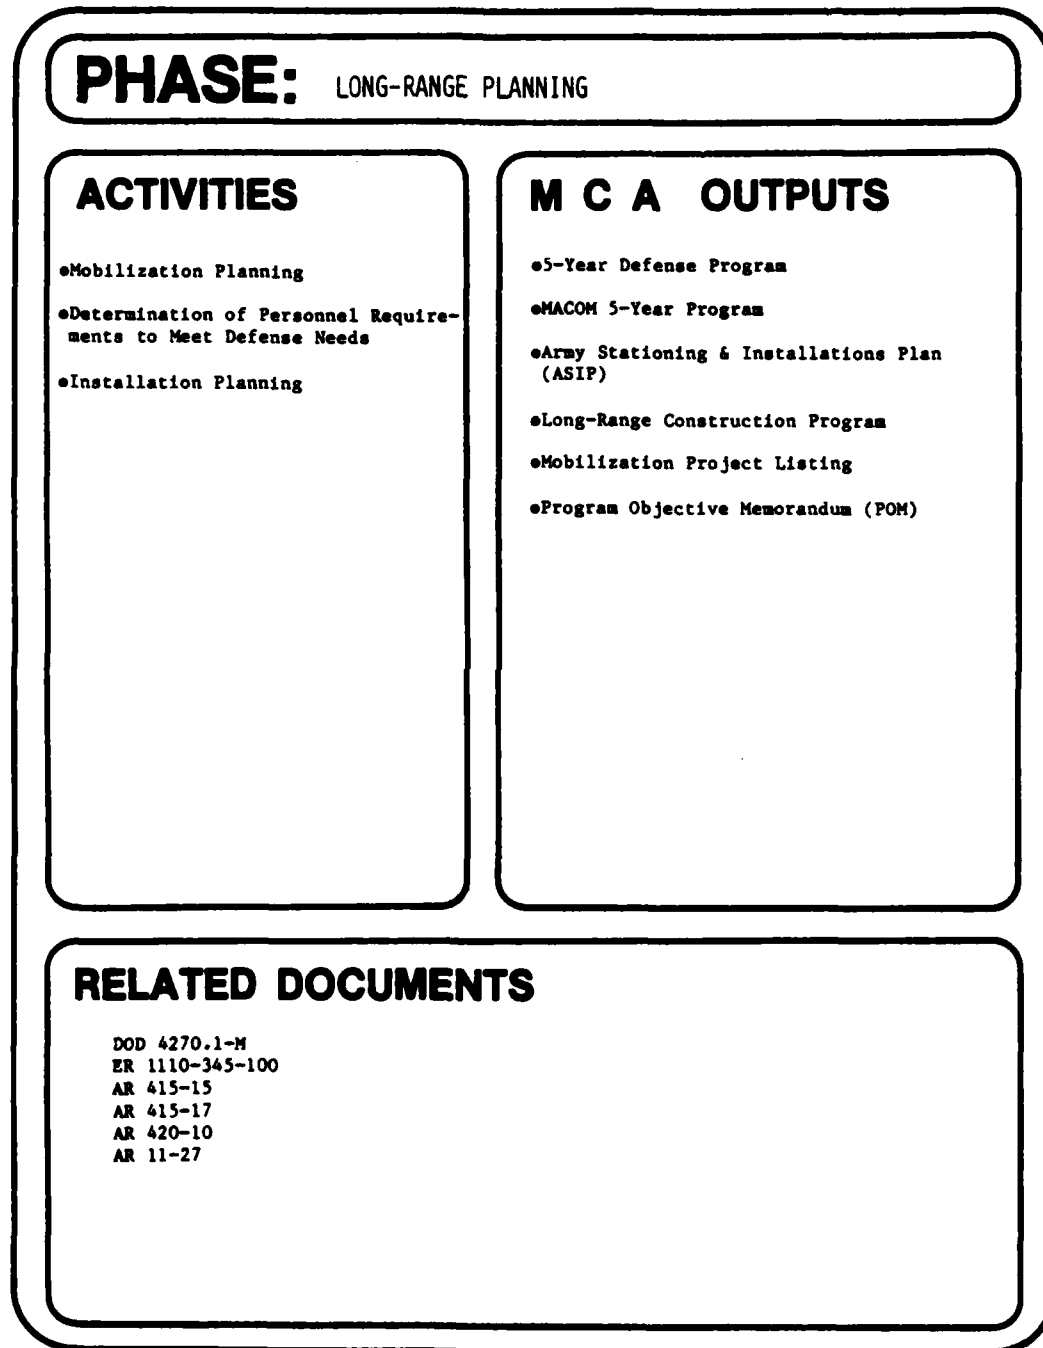 PHASE: LONG-RANGE PLANNING
ACTIVITIES
●Mobilization Planning
●Determination of Personnel Require-
ments to Meet Defense Needs
●Installation Planning
M C A OUTPUTS
●5-Year Defense Program
●MACOM 5-Year Program
●Army Stationing & Installations Plan
(ASIP)
●Long-Range Construction Program
●Mobilization Project Listing
●Program Objective Memorandum (POM)
RELATED DOCUMENTS
DOD 4270.1-M
ER 1110-345-100
AR 415-15
AR 415-17
AR 420-10
AR 11-27